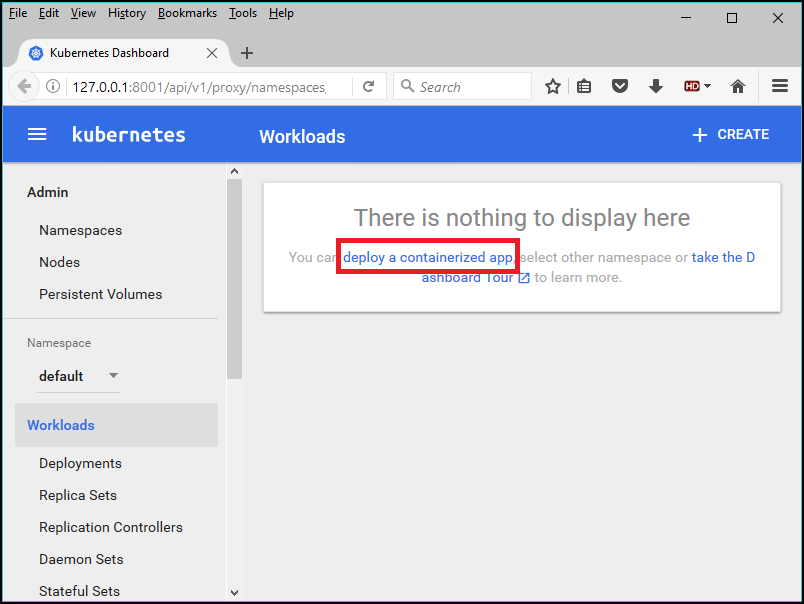 File Edit View History Bookmarks Tools Help
Kubernetes Dashboard
127.0.0.1:8001/api/v1/proxy/namespaces,
Search
HD
kubernetes
Workloads
CREATE
Admin
Namespaces
Nodes
Persistent Volumes
Namespace
default
Workloads
Deployments
Replica Sets
Replication Controllers
Daemon Sets
Stateful Sets
There is nothing to display here
You can deploy a containerized app, select other namespace or take the D
ashboard Tour to learn more.